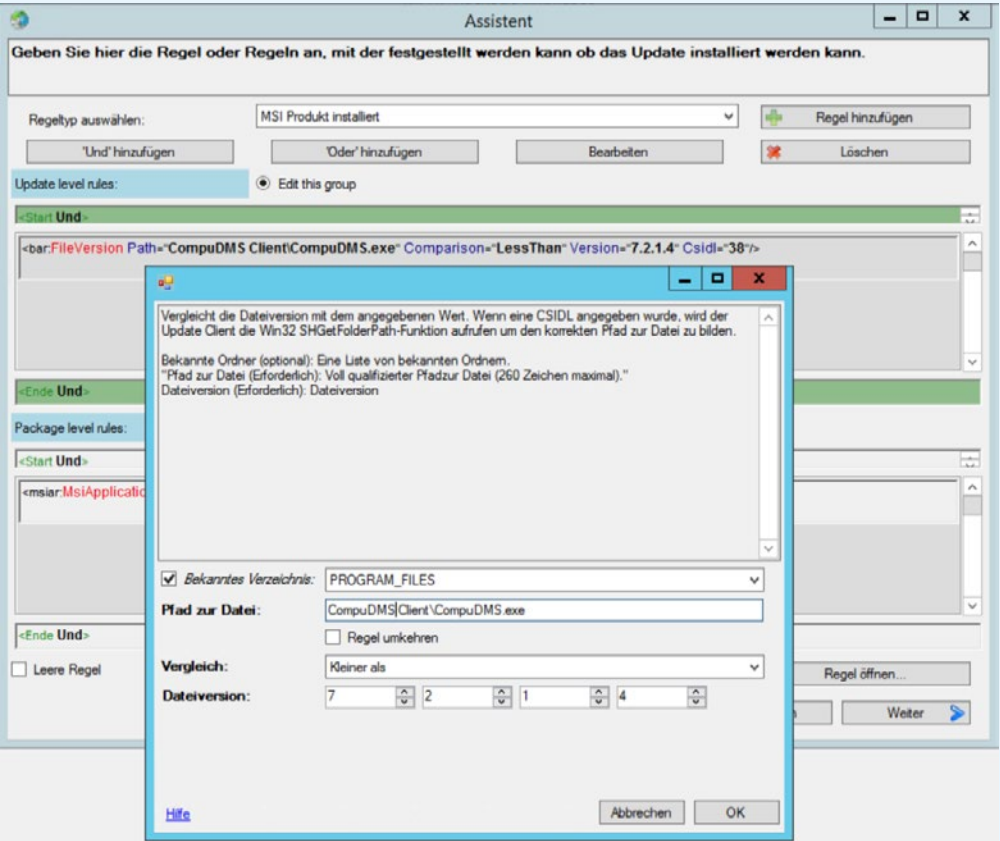 Assistent
Geben Sie hier die Regel oder Regeln an, mit der festgestellt werden kann ob das Update installiert werden kann.
Regeltyp auswählen: MSI Produkt installiert Regel hinzufügen
'Und' hinzufügen 'Oder' hinzufügen Bearbeiten Löschen
Update level rules: Edit this group
<Start Und>
<bar:FileVersion Path="CompuDMS Client\CompuDMS.exe" Comparison="LessThan" Version="7.2.1.4" Csidl="38"/>
Vergleicht die Dateiversion mit dem angegebenen Wert. Wenn eine CSIDL angegeben wurde, wird der
Update Client die Win32 SHGetFolderPath-Funktion aufrufen um den korrekten Pfad zur Datei zu bilden.
Bekannte Ordner (optional): Eine Liste von bekannten Ordnern.
"Pfad zur Datei (Erforderlich): Voll qualifizierter Pfadzur Datei (260 Zeichen maximal)."
Dateiversion (Erforderlich): Dateiversion
<Ende Und>
Package level rules:
<Start Und>
<msiar:MsiApplicatio
Bekanntes Verzeichnis: PROGRAM_FILES
Pfad zur Datei: CompuDMS Client\CompuDMS.exe
<Ende Und>
Regel umkehren
Leere Regel
Vergleich: Kleiner als
Regel öffnen...
Dateiversion: 7 2 1 4
Weiter
Hilfe Abbrechen OK